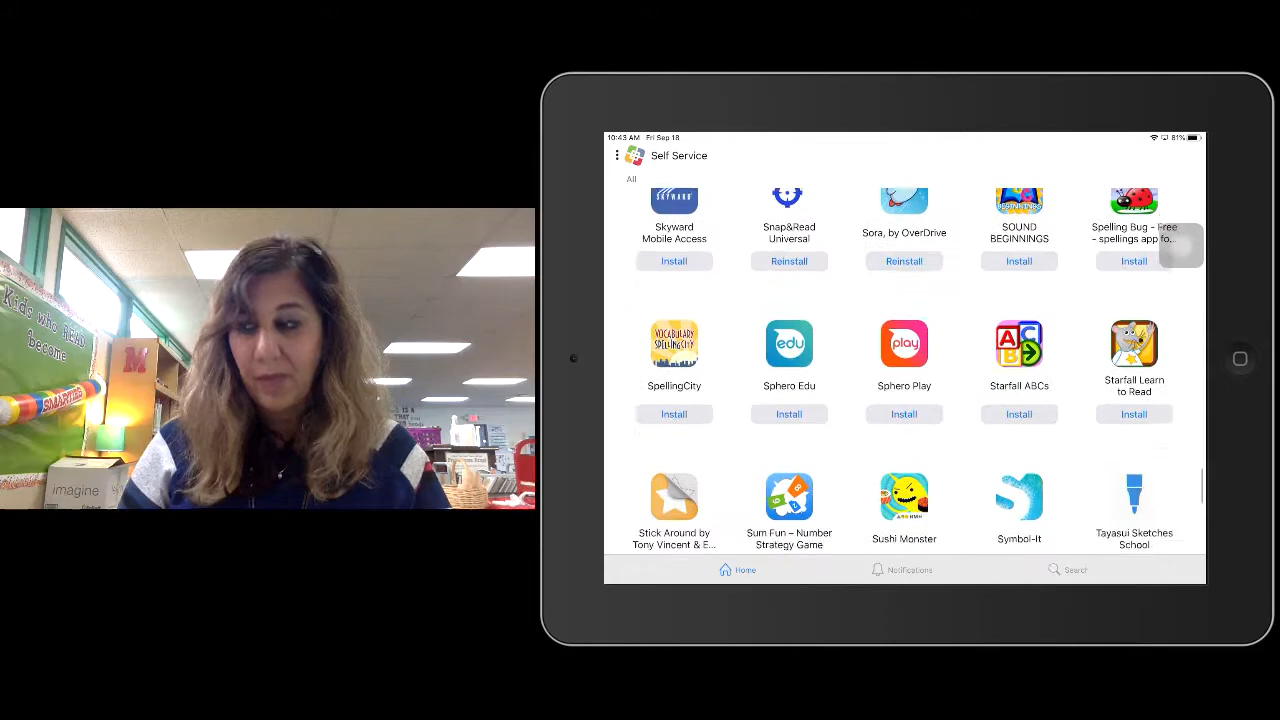 10:43 AM Fri Sep 18
81%
Self Service
All
SKYWARD
BEGINNINGS
Skyward
Mobile Access
Snap&Read
Universal
Sora, by OverDrive
SOUND
BEGINNINGS
Spelling Bug - Free
- spellings app fo...
Install
Reinstall
Reinstall
Install
Install
VOCABULARY
SPELLINGCITY
edu
play
A
B
C
SpellingCity
Sphero Edu
Sphero Play
Starfall ABCs
Starfall Learn
to Read
Install
Install
Install
Install
Install
Stick Around by
Tony Vincent & E...
Sum Fun – Number
Strategy Game
Sushi Monster
Symbol-It
Tayasui Sketches
School
Home
Notifications
Search
Kids who READ
become
SMARTIES
M
imagine